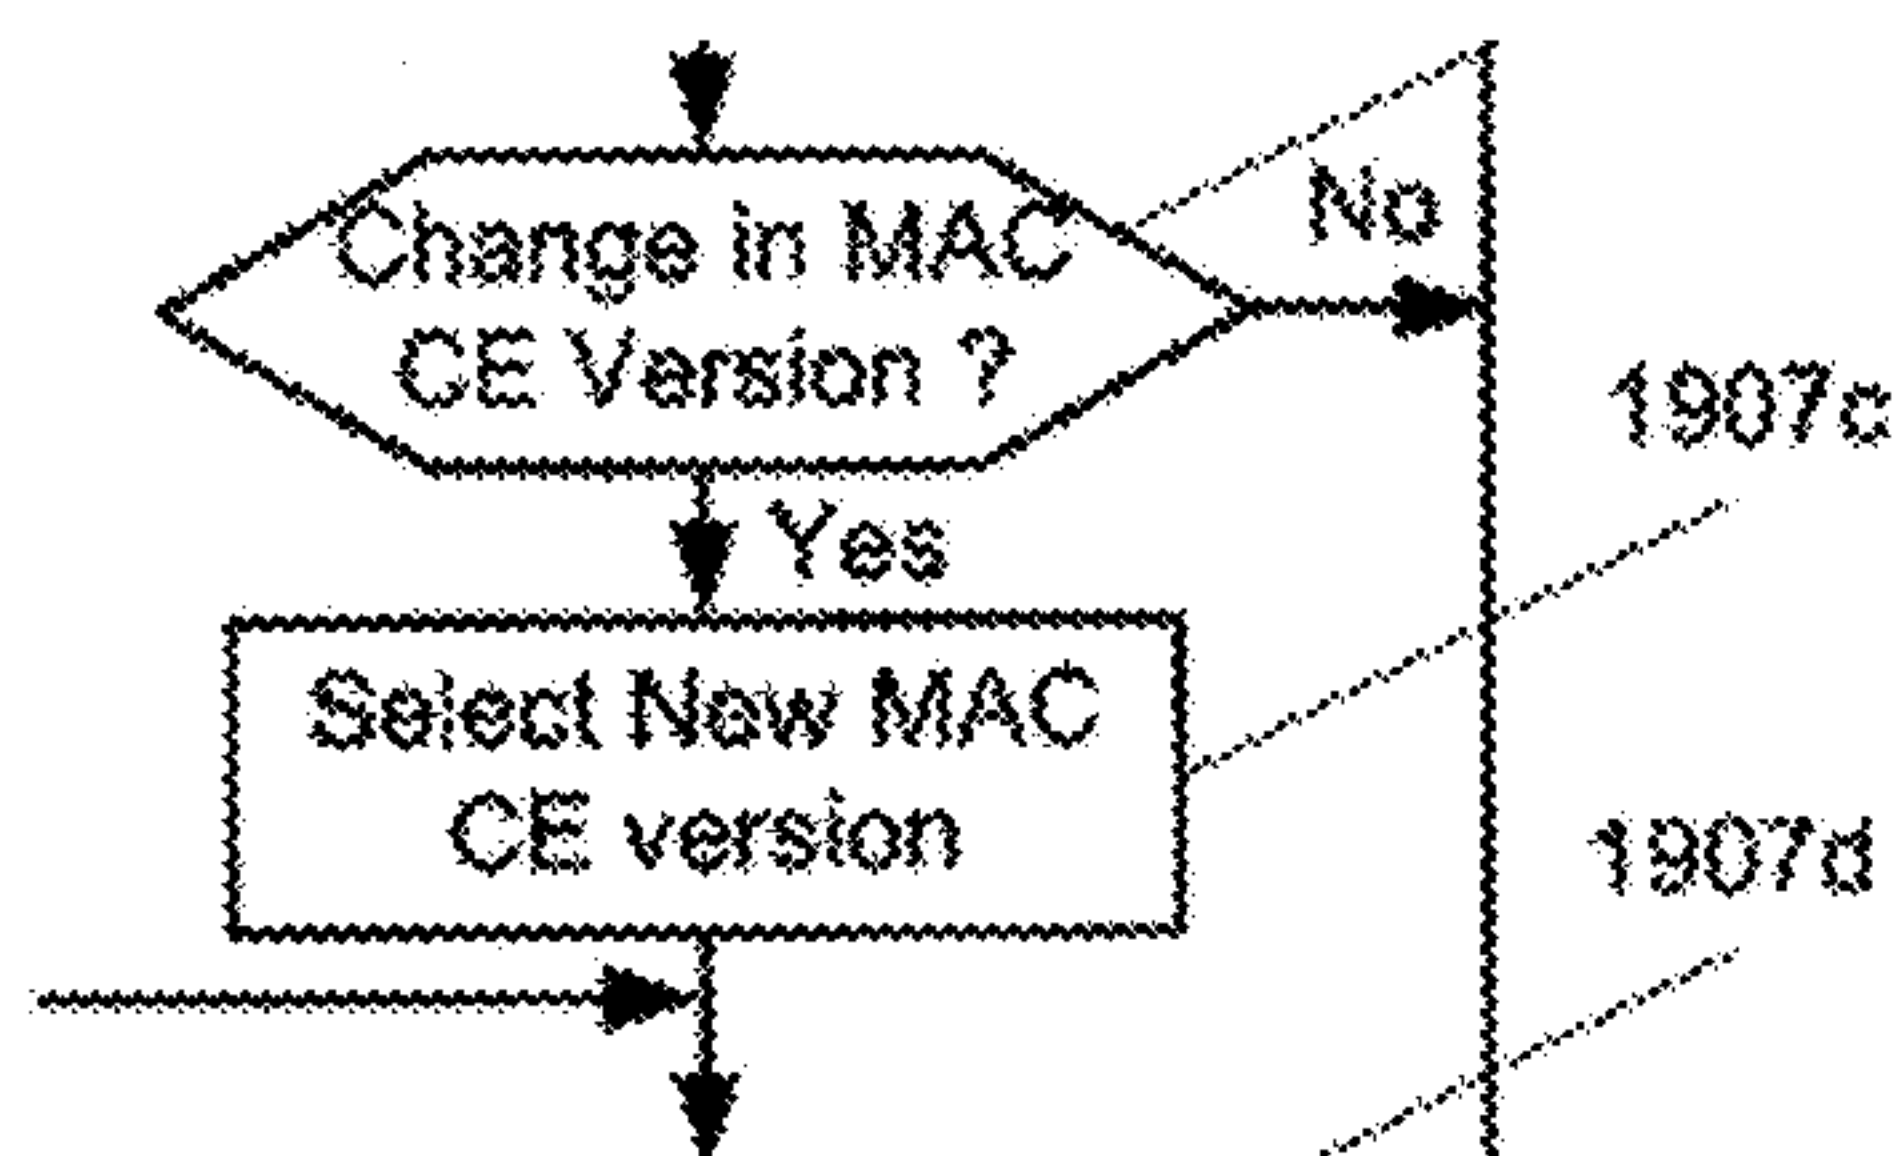 Change in MAC
CE Version ?
No
1907c
Yes
Select New MAC
CE version
1907d